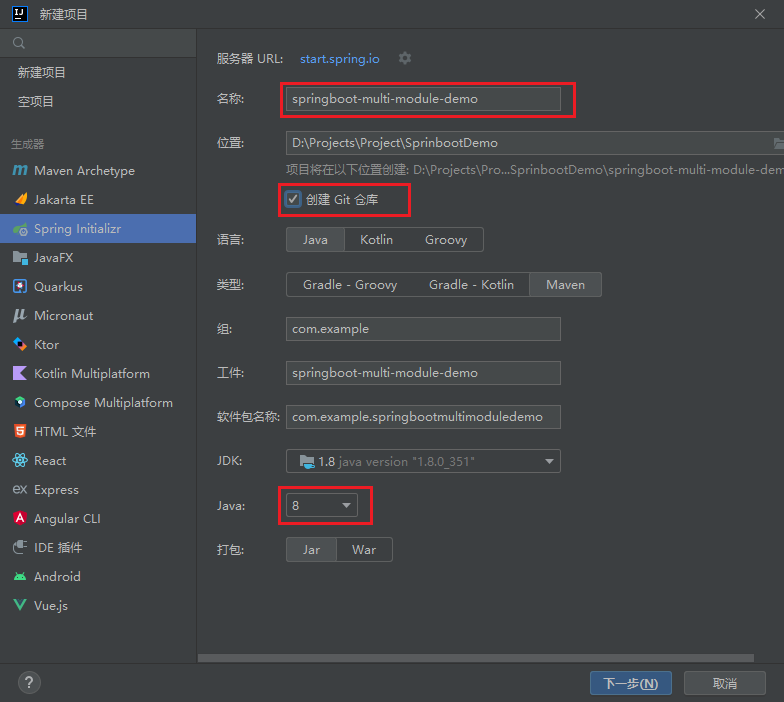 新建项目
新建项目
空项目
生成器
Maven Archetype
Jakarta EE
Spring Initializr
JavaFX
Quarkus
Micronaut
Ktor
Kotlin Multiplatform
Compose Multiplatform
HTML 文件
React
Express
Angular CLI
IDE 插件
Android
Vue.js
服务器 URL: start.spring.io
名称: springboot-multi-module-demo
位置: D:\Projects\Project\SprinbootDemo
项目将在以下位置创建: D:\Projects\Pro...SprinbootDemo\springboot-multi-module-dem
创建 Git 仓库
语言: Java Kotlin Groovy
类型: Gradle - Groovy Gradle - Kotlin Maven
组: com.example
工件: springboot-multi-module-demo
软件包名称: com.example.springbootmultimoduledemo
JDK: 1.8 java version "1.8.0_351"
Java: 8
打包: Jar War
? 下一步(N) 取消